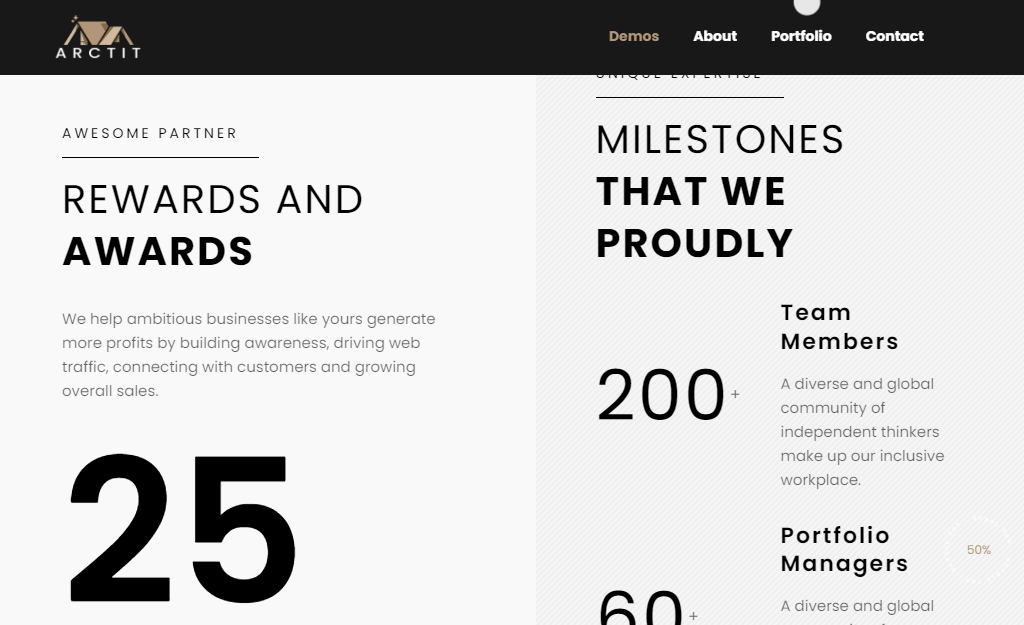 ARCTIT
Demos
About
Portfolio
Contact
AWESOME PARTNER
REWARDS AND
AWARDS
We help ambitious businesses like yours generate
more profits by building awareness, driving web
traffic, connecting with customers and growing
overall sales.
25
UNIQUE EXPERTISE
MILESTONES
THAT WE
PROUDLY
200+
Team
Members
A diverse and global
community of
independent thinkers
make up our inclusive
workplace.
60+
Portfolio
Managers
A diverse and global
50%